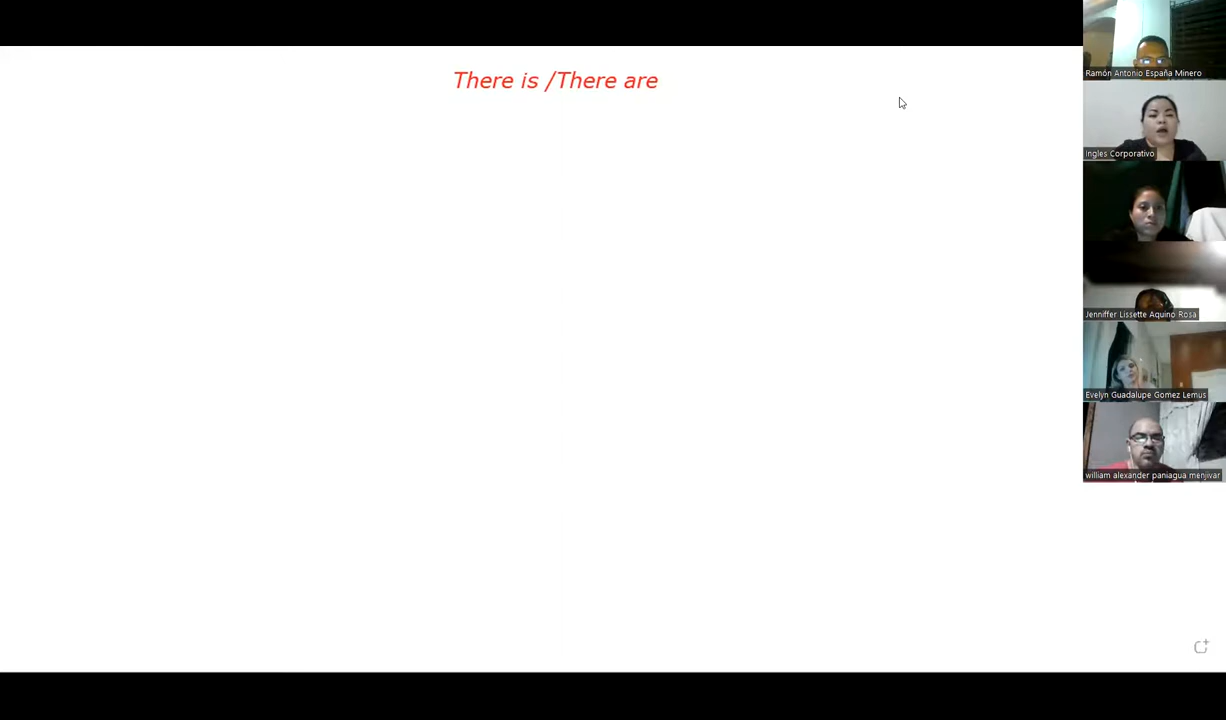 There is /There are
Ramón Antonio España Minero
Ingles Corporativo
Jenniffer Lissette Aquino Rosa
Evelyn Guadalupe Gomez Lemus
william alexander paniagua menjivar